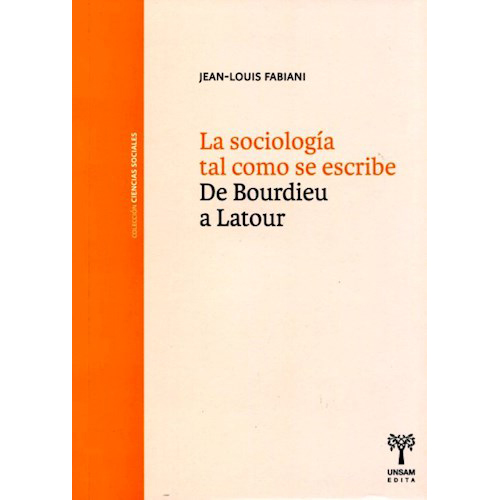 JEAN-LOUIS FABIANI
La sociología
tal como se escribe
De Bourdieu
a Latour
COLECCIÓN CIENCIAS SOCIALES
UNSAM
EDITA